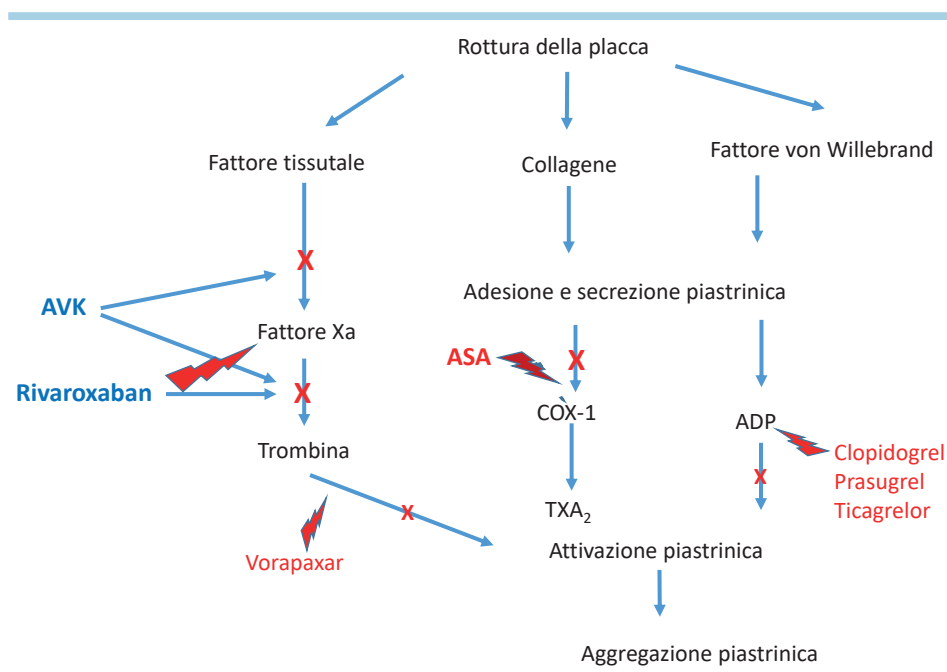 Rottura della placca
Fattore tissutale
Collagene
Fattore von Willebrand
X
AVK
Adesione e secrezione piastrinica
Fattore Xa
ASA
X
Rivaroxaban
X
COX-1
ADP
Trombina
Clopidogrel
X
Prasugrel
Ticagrelor
TXA₂
X
Vorapaxar
Attivazione piastrinica
Aggregazione piastrinica